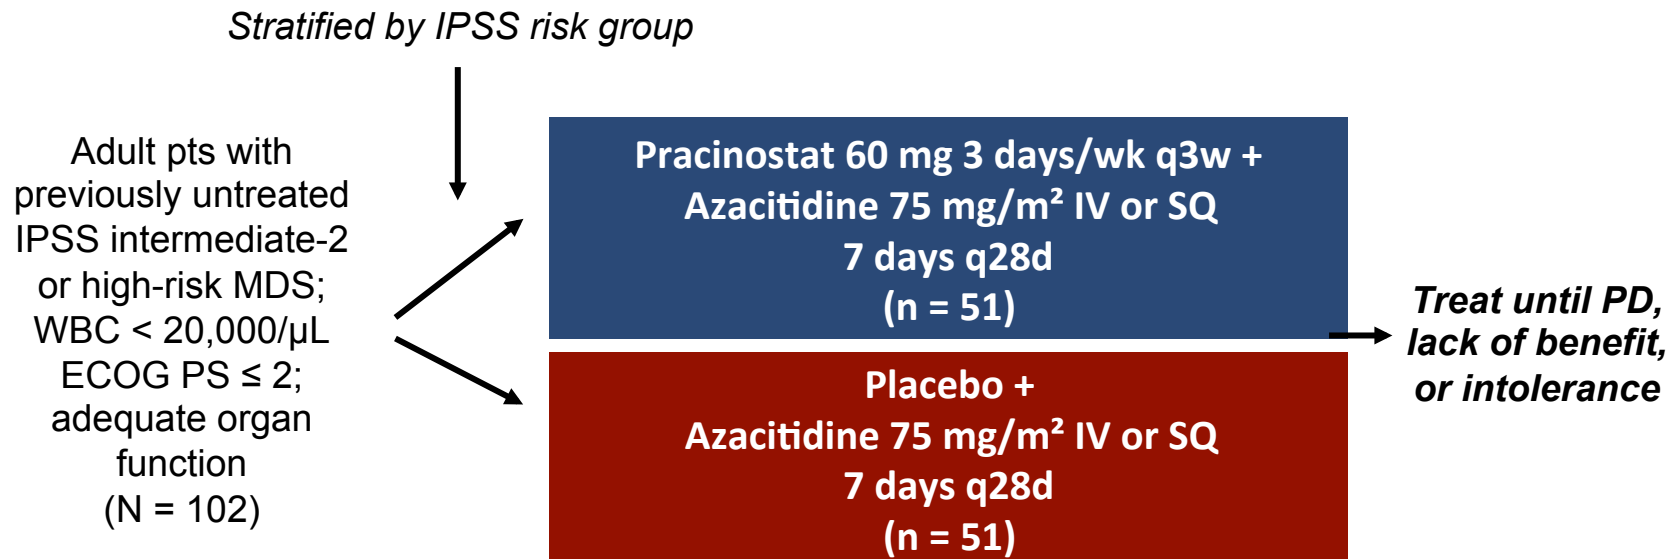 Stratified by IPSS risk group
Adult pts with
previously untreated
IPSS intermediate-2
or high-risk MDS;
WBC < 20,000/µL
ECOG PS ≤ 2;
adequate organ
function
(N = 102)
Pracinostat 60 mg 3 days/wk q3w +
Azacitidine 75 mg/m² IV or SQ
7 days q28d
(n = 51)
Placebo +
Azacitidine 75 mg/m² IV or SQ
7 days q28d
(n = 51)
Treat until PD,
lack of benefit,
or intolerance